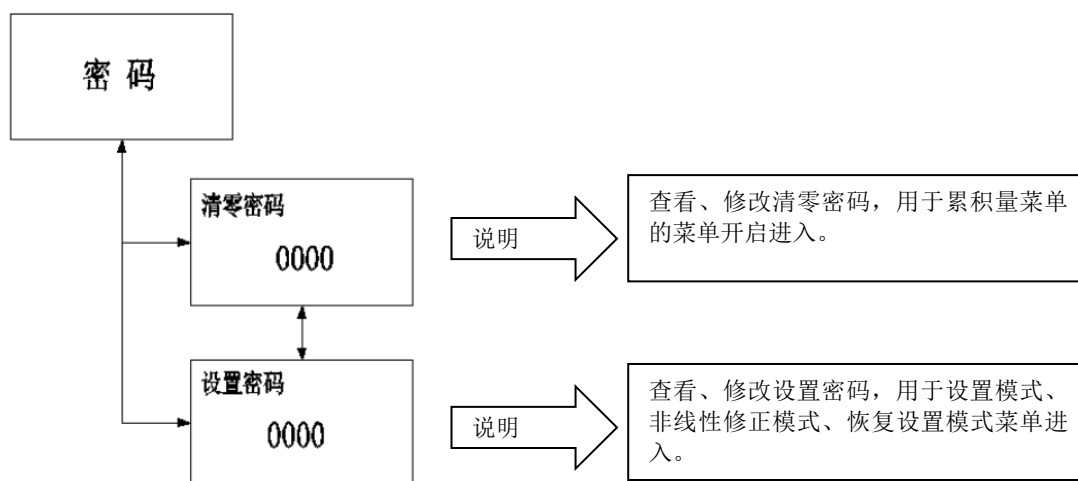 密 码
清零密码
0000
说明
查看、修改清零密码，用于累积量菜单
的菜单开启进入。
设置密码
0000
说明
查看、修改设置密码，用于设置模式、
非线性修正模式、恢复设置模式菜单进
入。